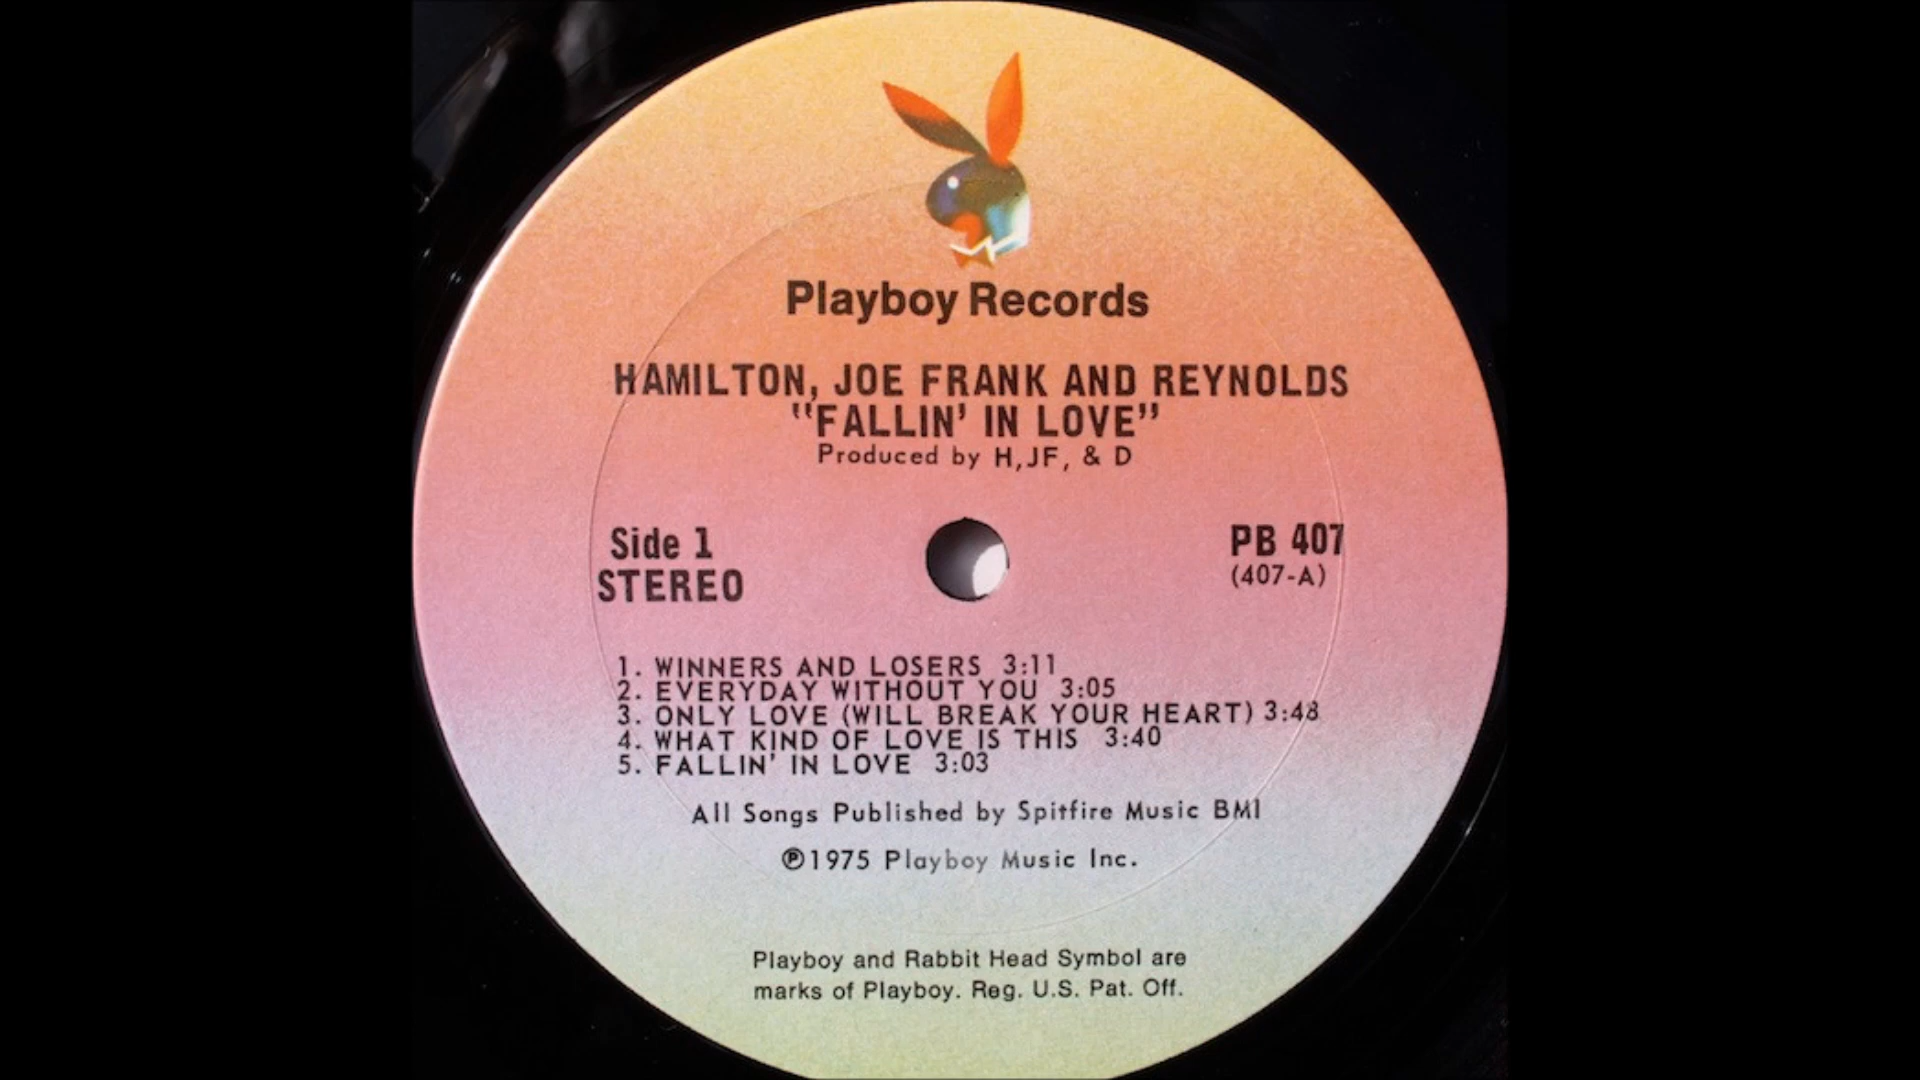 Playboy Records
HAMILTON, JOE FRANK AND REYNOLDS
"FALLIN' IN LOVE"
Produced by H,JF, & D
Side 1
STEREO
PB 407
(407-A)
1. WINNERS AND LOSERS 3:11
2. EVERYDAY WITHOUT YOU 3:05
3. ONLY LOVE (WILL BREAK YOUR HEART) 3:48
4. WHAT KIND OF LOVE IS THIS 3:40
5. FALLIN' IN LOVE 3:03
All Songs Published by Spitfire Music BMI
℗1975 Playboy Music Inc.
Playboy and Rabbit Head Symbol are
marks of Playboy. Reg. U.S. Pat. Off.